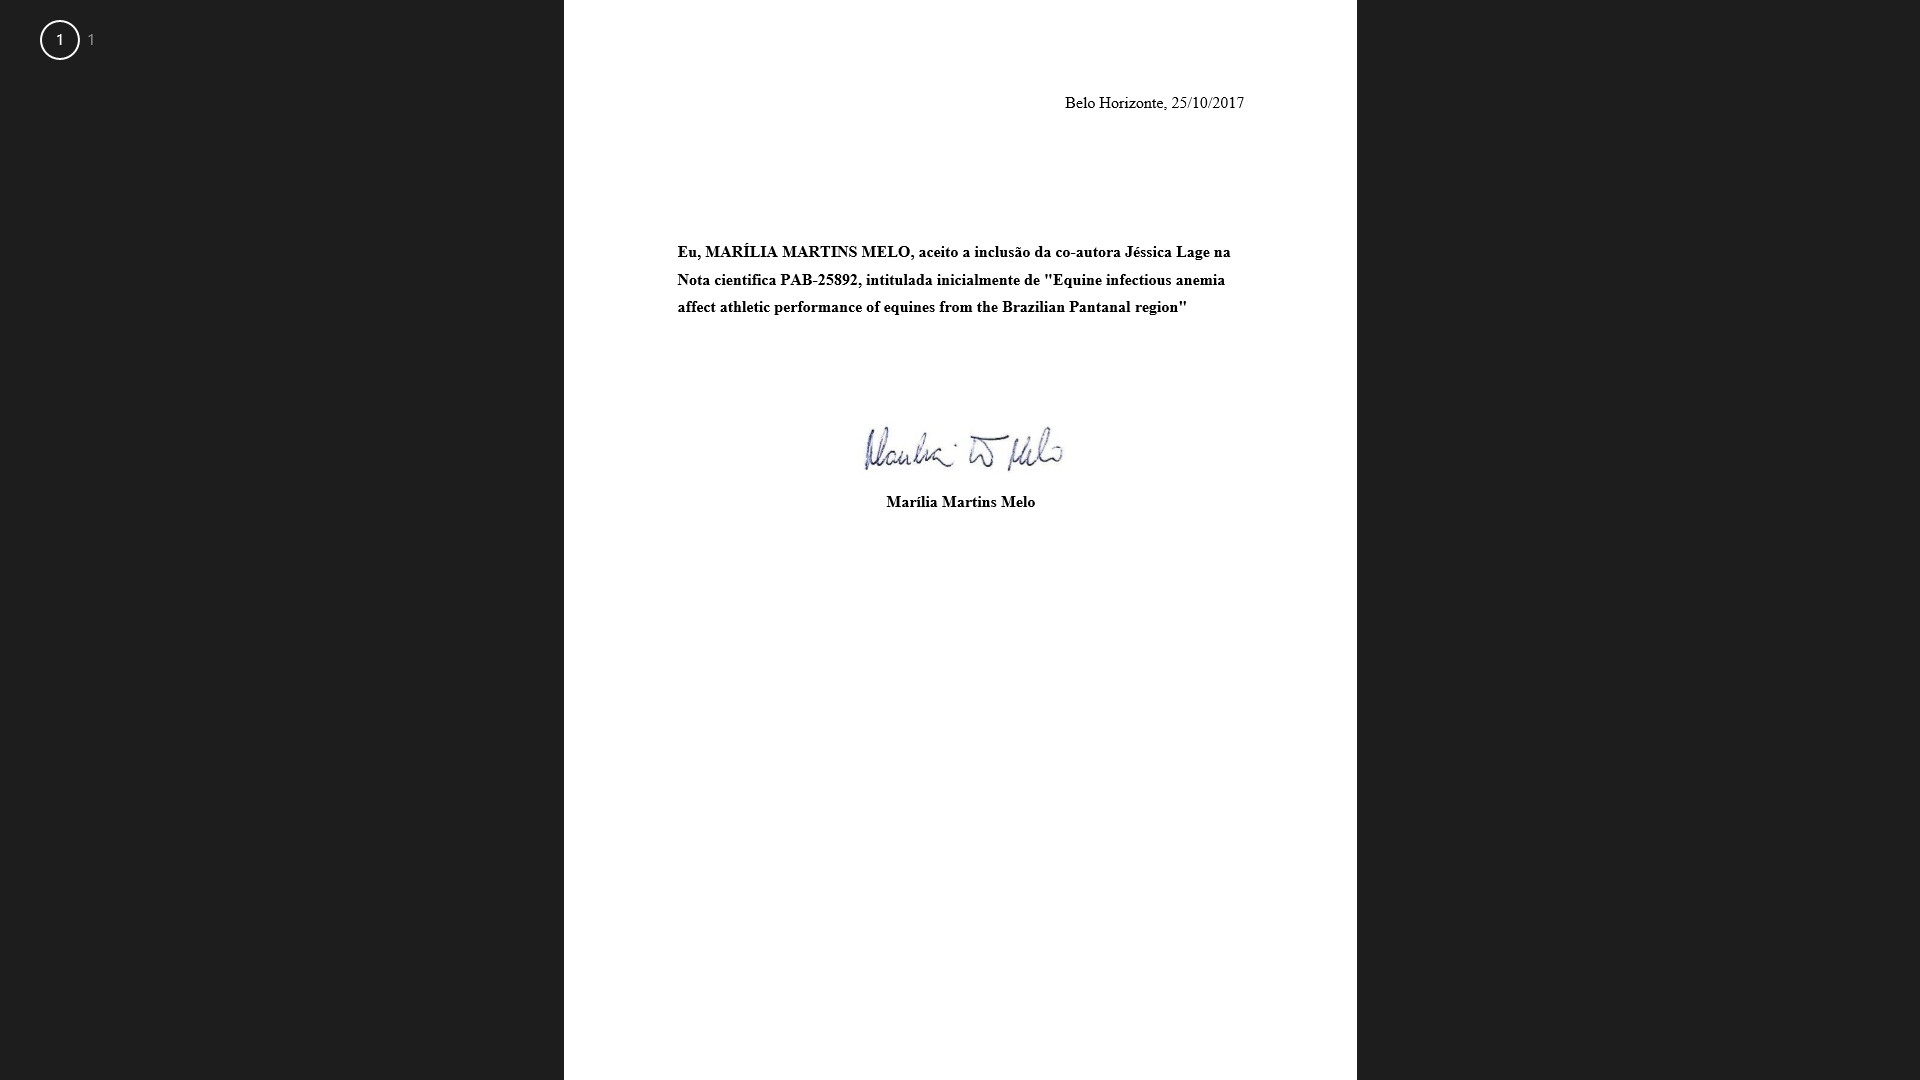 1 1
Belo Horizonte, 25/10/2017
Eu, MARÍLIA MARTINS MELO, aceito a inclusão da co-autora Jéssica Lage na
Nota cientifica PAB-25892, intitulada inicialmente de "Equine infectious anemia
affect athletic performance of equines from the Brazilian Pantanal region"
Melo
Marília Martins Melo